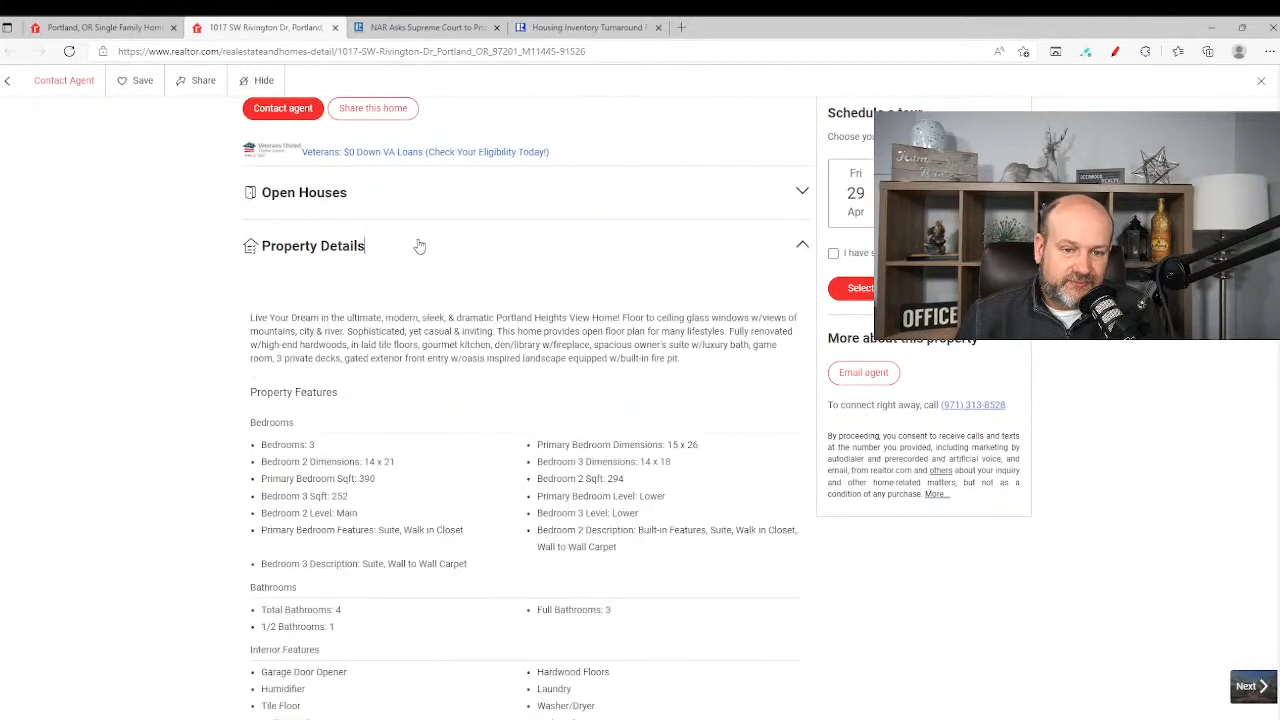 Portland, OR Single Family Home
1017 SW Rivington Dr, Portland,
NAR Asks Supreme Court to Pro
Housing Inventory Turnaround F
https://www.realtor.com/realestateandhomes-detail/1017-SW-Rivington-Dr_Portland_OR_97201_M11445-91526
Contact Agent
Save
Share
Hide
Contact agent
Share this home
Veterans United
Veterans: $0 Down VA Loans (Check Your Eligibility Today!)
Open Houses
Property Details
Live Your Dream in the ultimate, modern, sleek, & dramatic Portland Heights View Home! Floor to ceiling glass windows w/views of
mountains, city & river. Sophisticated, yet casual & inviting. This home provides open floor plan for many lifestyles. Fully renovated
w/high-end hardwoods, in laid tile floors, gourmet kitchen, den/library w/fireplace, spacious owner's suite w/luxury bath, game
room, 3 private decks, gated exterior front entry w/oasis inspired landscape equipped w/built-in fire pit.
Property Features
Bedrooms
Bedrooms: 3
Primary Bedroom Dimensions: 15 x 26
Bedroom 2 Dimensions: 14 x 21
Bedroom 3 Dimensions: 14 x 18
Primary Bedroom Sqft: 390
Bedroom 2 Sqft: 294
Bedroom 3 Sqft: 252
Primary Bedroom Level: Lower
Bedroom 2 Level: Main
Bedroom 3 Level: Lower
Primary Bedroom Features: Suite, Walk in Closet
Bedroom 2 Description: Built-in Features, Suite, Walk in Closet,
Wall to Wall Carpet
Bedroom 3 Description: Suite, Wall to Wall Carpet
Bathrooms
Total Bathrooms: 4
Full Bathrooms: 3
1/2 Bathrooms: 1
Interior Features
Garage Door Opener
Hardwood Floors
Humidifier
Laundry
Tile Floor
Washer/Dryer
Schedule a tour
Choose you
Fri
29
Apr
I have s
Select
DEERWOOD
REALTY
OFFICE
More about this property
Email agent
To connect right away, call (971) 313-8528
By proceeding, you consent to receive calls and texts
at the number you provided, including marketing by
autodialer and prerecorded and artificial voice, and
email, from realtor.com and others about your inquiry
and other home-related matters, but not as a
condition of any purchase. More...
Next